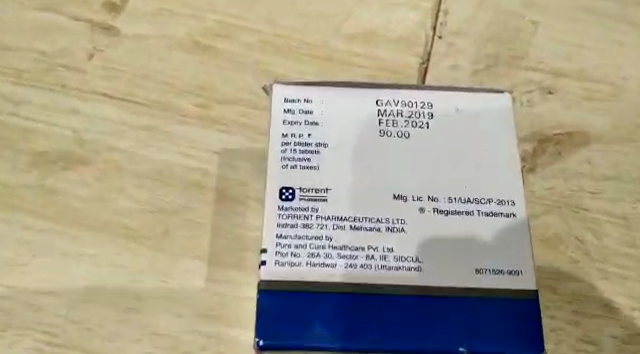 Batch No :
GAV90129
Mfg. Date :
MAR.2019
Expiry Date :
FEB.2021
M.R.P. ₹
90.00
per blister strip
of 15 tablets
(Inclusive
of all taxes)
torrent
Mfg. Lic. No. : 51/UA/SC/P-2013
® - Registered Trademark
Marketed by
TORRENT PHARMACEUTICALS LTD.
Indrad-382 721, Dist. Mehsana, INDIA.
Manufactured by
Pure and Cure Healthcare Pvt. Ltd.
Plot No.: 26A-30, Sector - 8A, IIE, SIDCUL,
Ranipur, Haridwar - 249 403 (Uttarakhand).
8071526-9091